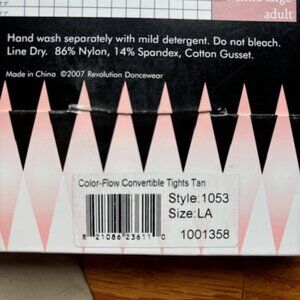 adult
Hand wash separately with mild detergent. Do not bleach.
Line Dry. 86% Nylon, 14% Spandex, Cotton Gusset.
Made in China ©2007 Revolution Dancewear
Color-Flow Convertible Tights Tan
Style:1053
Size:LA
8 21086 23611 0
1001358